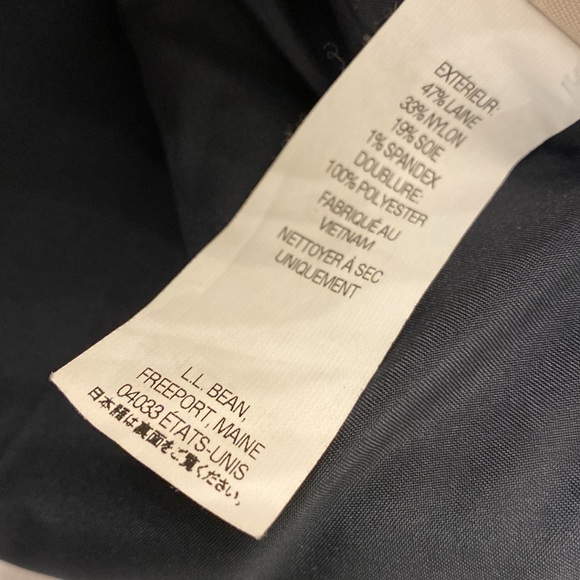 EXTÉRIEUR:
47% LAINE
33% NYLON
19% SOIE
1% SPANDEX
DOUBLURE:
100% POLYESTER
FABRIQUÉ AU
VIETNAM
NETTOYER À SEC
UNIQUEMENT
L.L. BEAN,
FREEPORT, MAINE
04033 ÉTATS-UNIS
日本語は裏面をご覧ください。